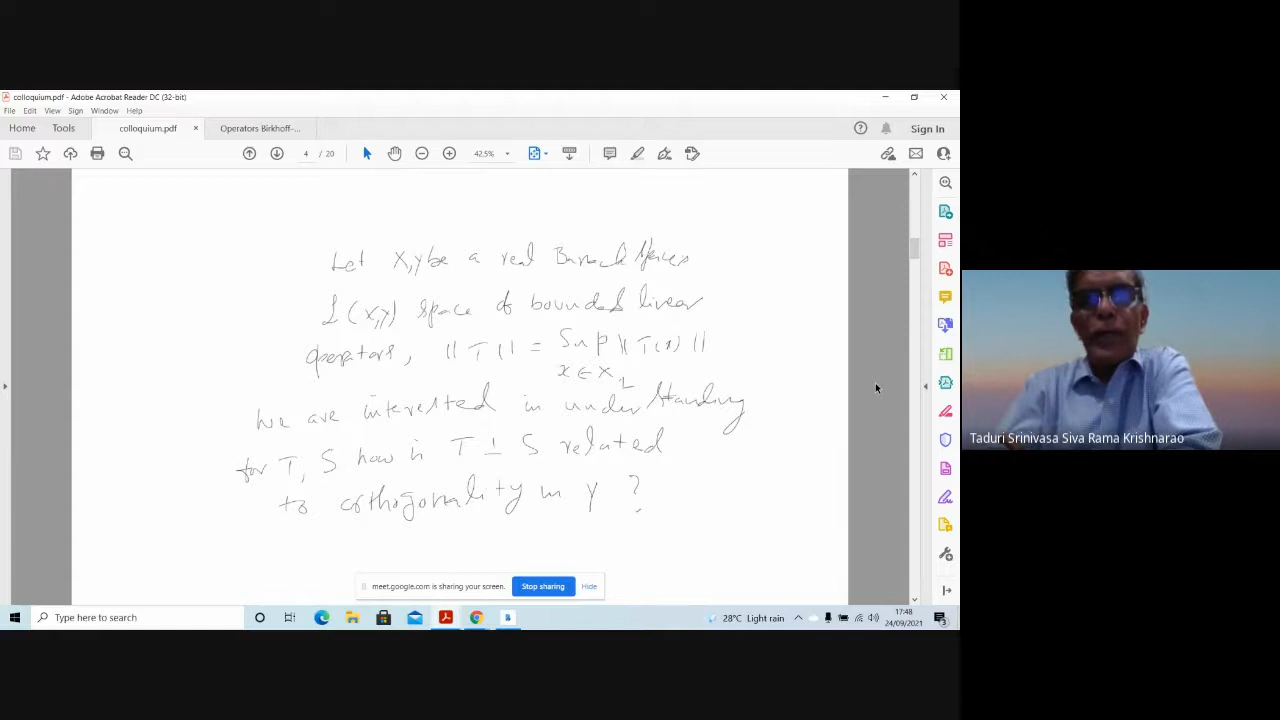 colloquium.pdf - Adobe Acrobat Reader DC (32-bit)
File Edit View Sign Window Help
Home Tools colloquium.pdf × Operators Birkhoff-... Sign In
4 / 20 42.5%
Let X,Y be a real Banach spaces
L(X,Y) space of bounded linear
operators, ||T|| = Sup ||T(x)||
x ∈ X1
we are interested in understanding
for T, S how is T ⊥ S related
to orthogonality in Y ?
Taduri Srinivasa Siva Rama Krishnarao
meet.google.com is sharing your screen. Stop sharing Hide
Type here to search 28°C Light rain 17:48
24/09/2021